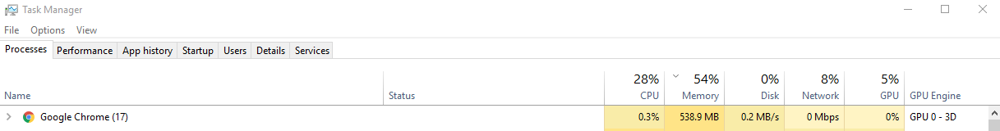 Task Manager
File Options View
Processes Performance App history Startup Users Details Services
28% 54% 0% 8% 5%
Name Status CPU Memory Disk Network GPU GPU Engine
Google Chrome (17) 0.3% 538.9 MB 0.2 MB/s 0 Mbps 0% GPU 0 - 3D